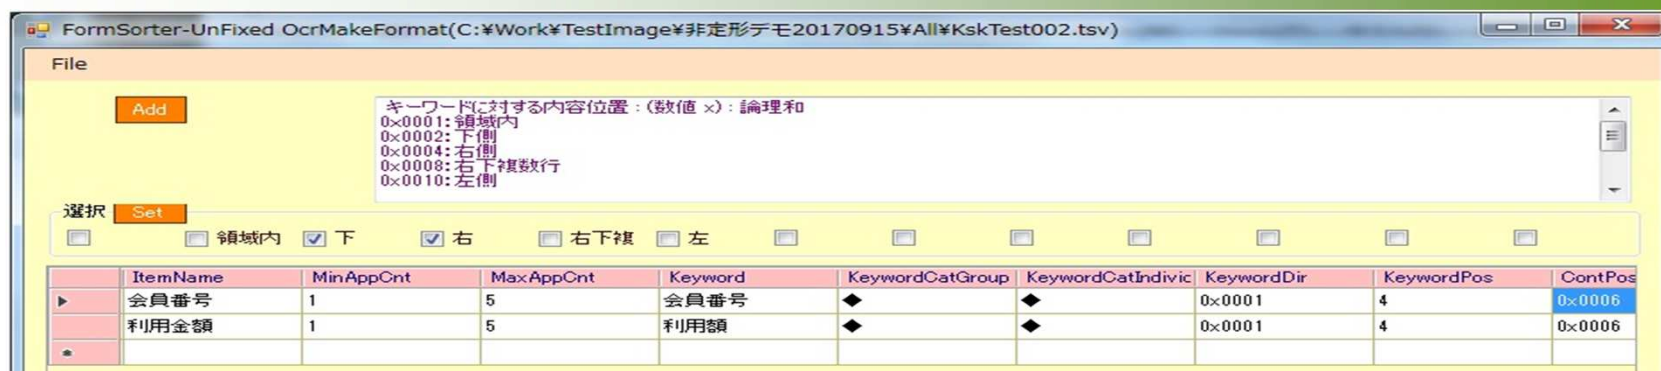 FormSorter-UnFixed OcrMakeFormat(C:¥Work¥TestImage¥非定形デモ20170915¥All¥KskTest002.tsv)
File
Add
キーワードに対する内容位置：(数値 x)：論理和
0x0001:領域内
0x0002:下側
0x0004:右側
0x0008:右下複数行
0x0010:左側
選択 Set
領域内 下 右 右下複 左
ItemName MinAppCnt MaxAppCnt Keyword KeywordCatGroup KeywordCatIndivic KeywordDir KeywordPos ContPos
会員番号 1 5 会員番号 ◆ ◆ 0x0001 4 0x0006
利用金額 1 5 利用額 ◆ ◆ 0x0001 4 0x0006